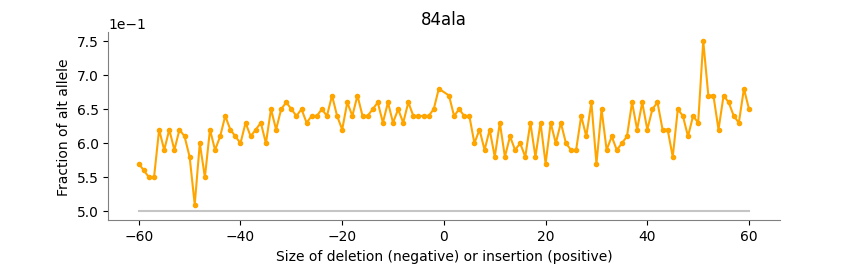 84ala
1e−1
7.5
7.0
6.5
6.0
5.5
5.0
Fraction of alt allele
−60 −40 −20 0 20 40 60
Size of deletion (negative) or insertion (positive)